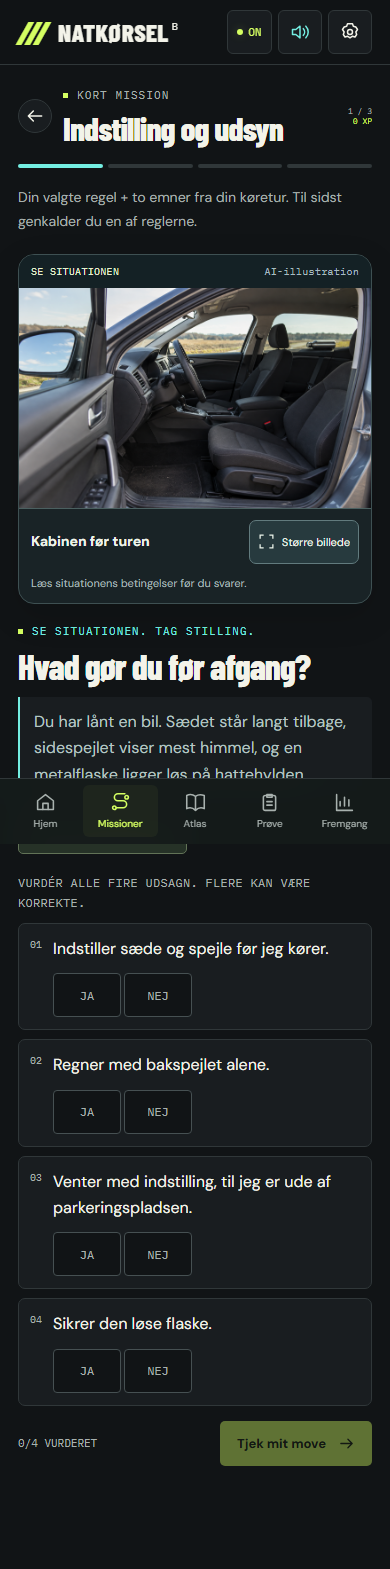 NATKØRSEL B
ON
KORT MISSION
Indstilling og udsyn
1 / 3
0 XP
Din valgte regel + to emner fra din køretur. Til sidst
genkalder du en af reglerne.
SE SITUATIONEN
AI-illustration
Kabinen før turen
Større billede
Læs situationens betingelser før du svarer.
SE SITUATIONEN. TAG STILLING.
Hvad gør du før afgang?
Du har lånt en bil. Sædet står langt tilbage,
sidespejlet viser mest himmel, og en
metalflaske ligger løs på hattehylden
Hjem
Missioner
Atlas
Prøve
Fremgang
VURDÉR ALLE FIRE UDSAGN. FLERE KAN VÆRE
KORREKTE.
01 Indstiller sæde og spejle før jeg kører.
JA NEJ
02 Regner med bakspejlet alene.
JA NEJ
03 Venter med indstilling, til jeg er ude af
parkeringspladsen.
JA NEJ
04 Sikrer den løse flaske.
JA NEJ
0/4 VURDERET
Tjek mit move